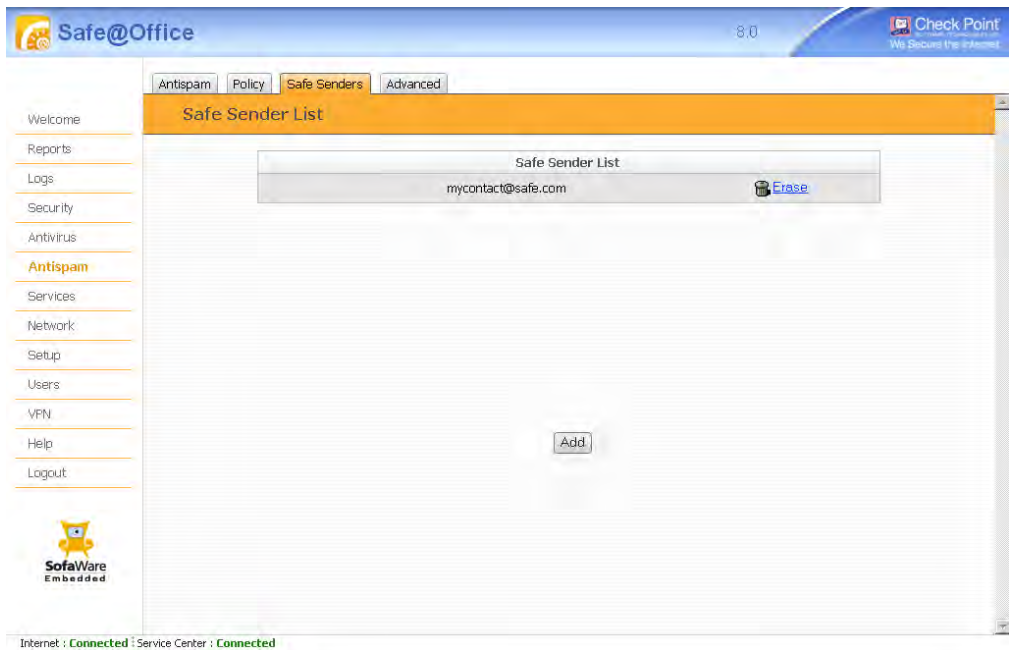 Safe@Office
8.0
Check Point
We Secure the Internet
Antispam Policy Safe Senders Advanced
Safe Sender List
Welcome
Reports
Logs
Security
Antivirus
Antispam
Services
Network
Setup
Users
VPN
Help
Logout
Safe Sender List
mycontact@safe.com Erase
Add
SofaWare
Embedded
Internet : Connected Service Center : Connected